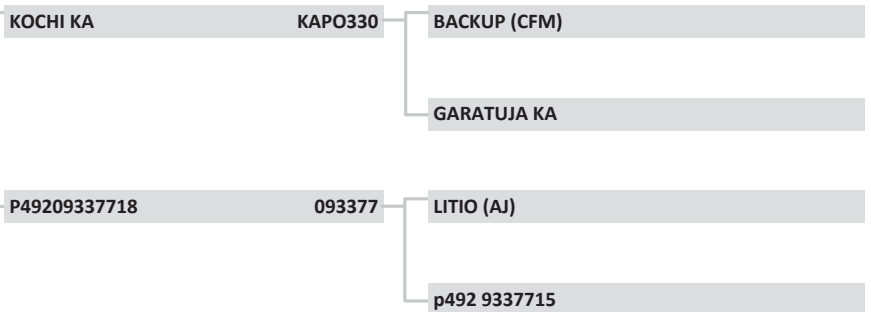 KOCHI KA KAPO330 BACKUP (CFM)
GARATUJA KA
P49209337718 093377 LITIO (AJ)
p492 9337715